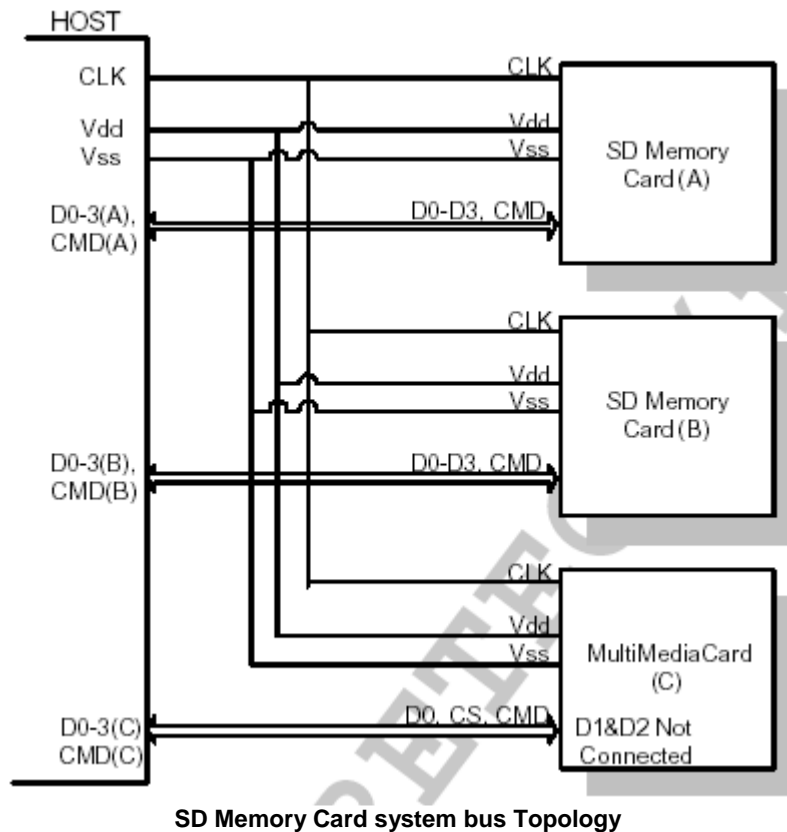 HOST
CLK
Vdd
Vss
D0-3(A),
CMD(A)
CLK
Vdd
Vss
D0-D3, CMD
SD Memory
Card (A)
D0-3(B),
CMD(B)
CLK
Vdd
Vss
D0-D3, CMD
SD Memory
Card (B)
D0-3(C)
CMD(C)
CLK
Vdd
Vss
D0, CS, CMD
MultiMediaCard
(C)
D1&D2 Not
Connected
SD Memory Card system bus Topology